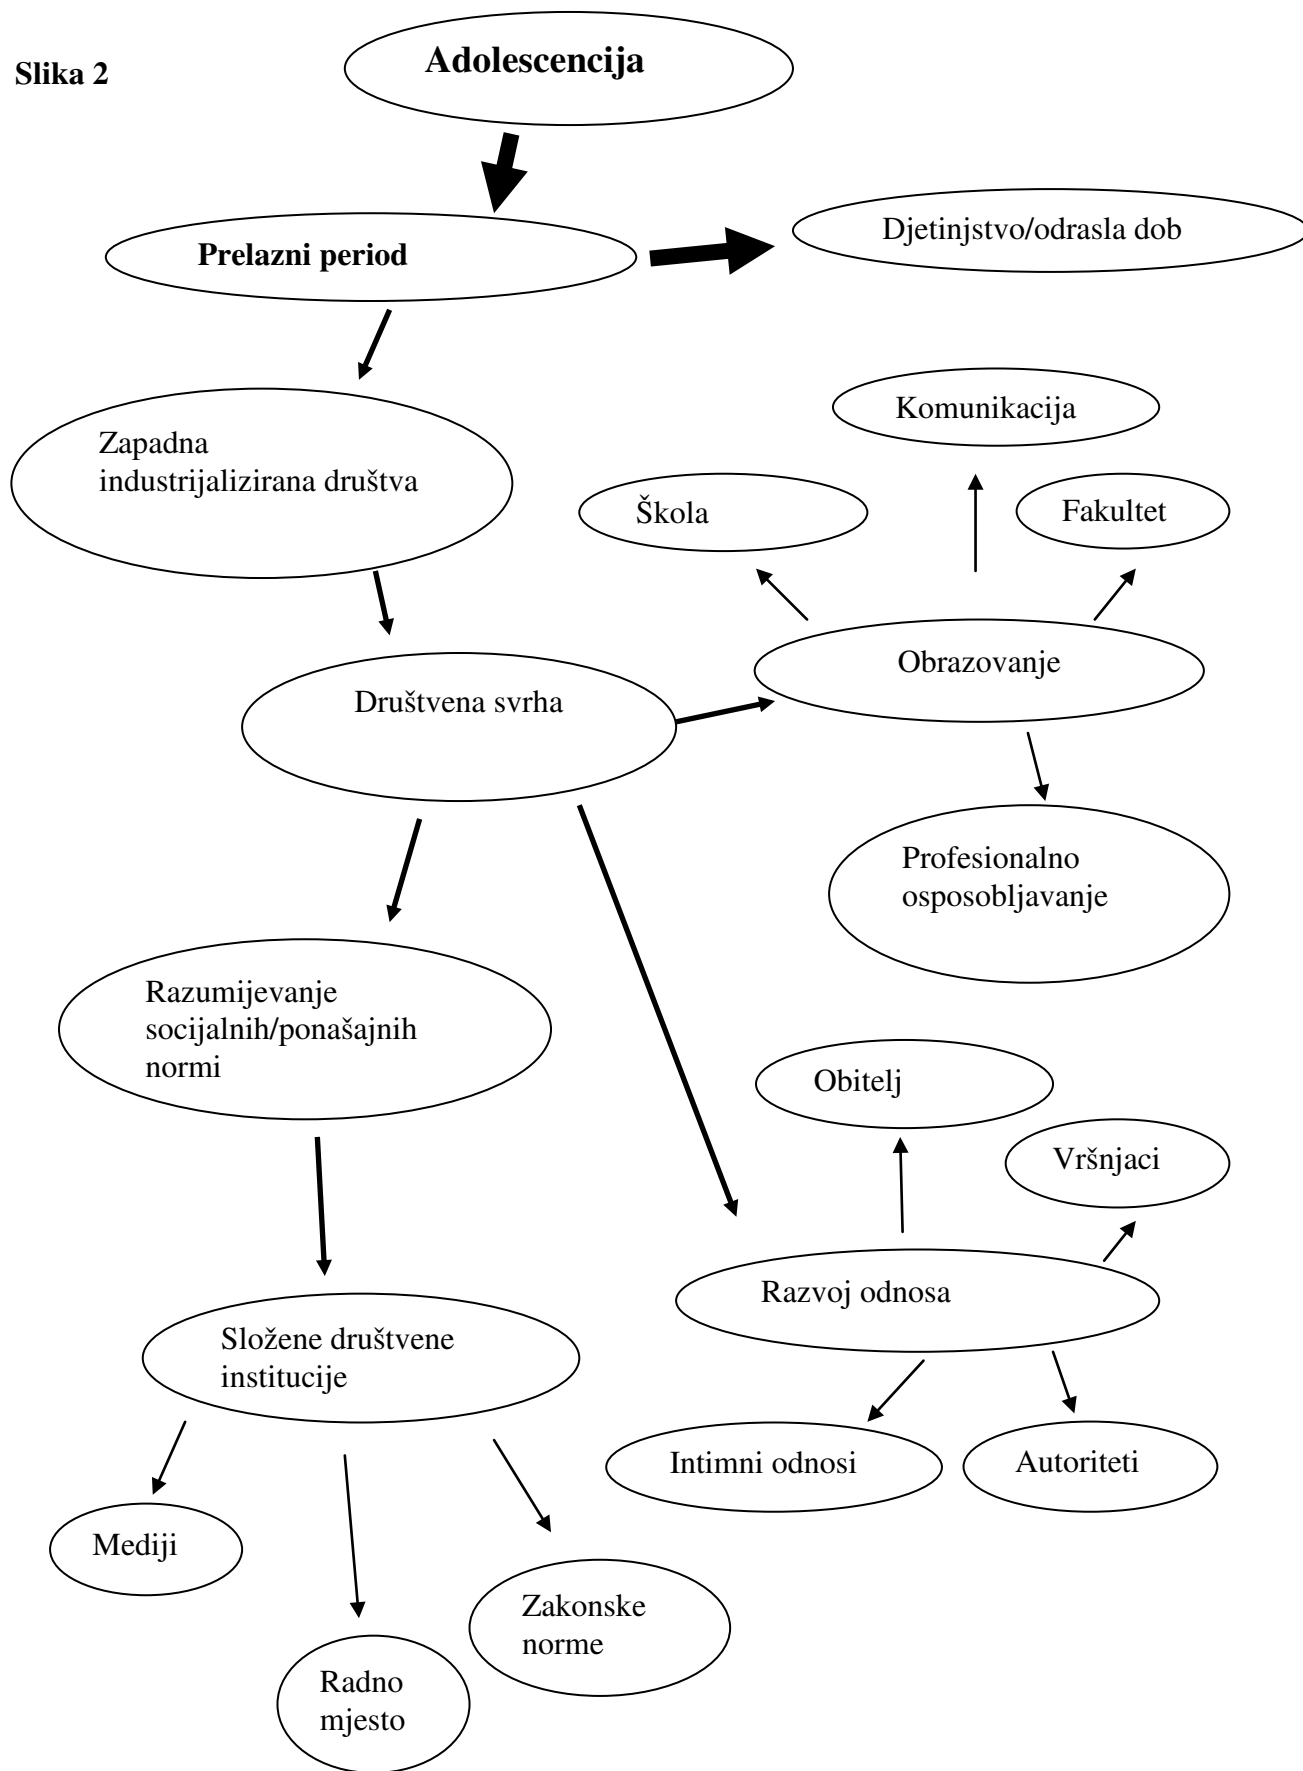 Slika 2
Adolescencija
Prelazni period
Djetinjstvo/odrasla dob
Zapadna
industrijalizirana društva
Komunikacija
Škola
Fakultet
Obrazovanje
Društvena svrha
Profesionalno
osposobljavanje
Razumijevanje
socijalnih/ponašajnih
normi
Obitelj
Vršnjaci
Razvoj odnosa
Složene društvene
institucije
Intimni odnosi
Autoriteti
Mediji
Zakonske
norme
Radno
mjesto